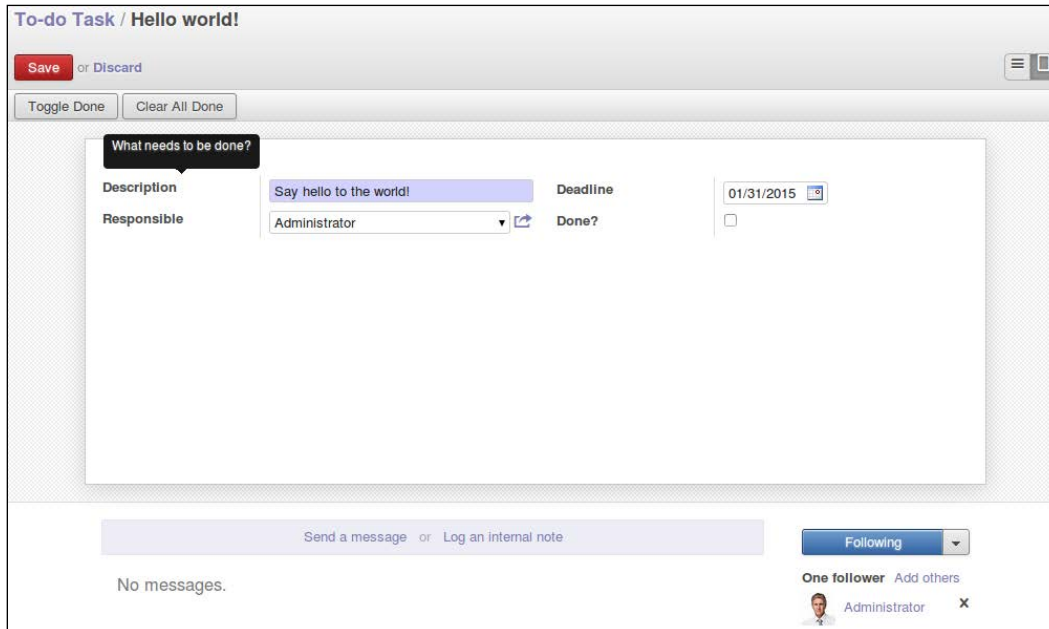 To-do Task / Hello world!
Save or Discard
Toggle Done Clear All Done
What needs to be done?
Description Say hello to the world! Deadline 01/31/2015
Responsible Administrator Done?
Send a message or Log an internal note Following
No messages.
One follower Add others
Administrator x